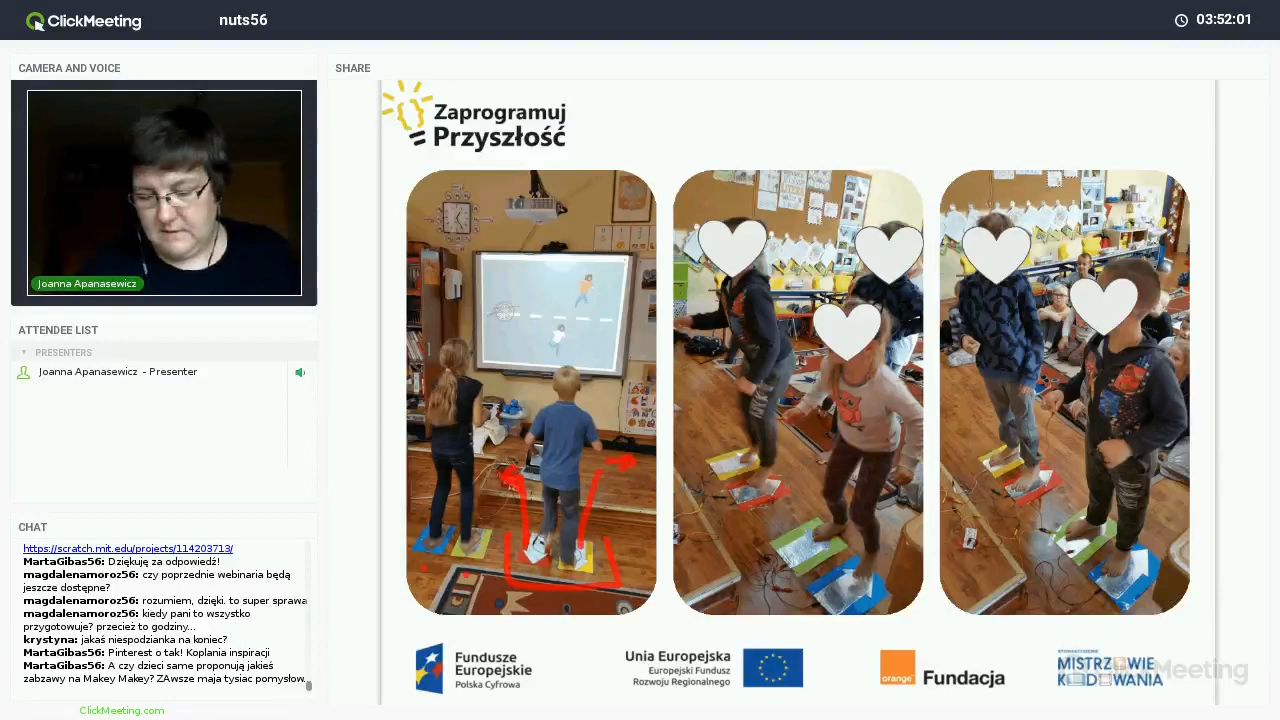 ClickMeeting
nuts56
03:52:01
CAMERA AND VOICE
SHARE
Joanna Apanasewicz
ATTENDEE LIST
PRESENTERS
Joanna Apanasewicz - Presenter
CHAT
https://scratch.mit.edu/projects/114203713/
MartaGibas56: Dziękuję za odpowiedź!
magdalenamoroz56: czy poprzednie webinaria będą
jeszcze dostępne?
magdalenamoroz56: rozumiem, dzięki. to super sprawa
magdalenamoroz56: kiedy pani to wszystko
przygotowuje? przecież to godziny...
krystyna: jakaś niespodzianka na koniec?
MartaGibas56: Pinterest o tak! Koplania inspiracji
MartaGibas56: A czy dzieci same proponują jakieś
zabzawy na Makey Makey? ZAwsze maja tysiac pomysłow.
ClickMeeting.com
Zaprogramuj
Przyszłość
Fundusze
Europejskie
Polska Cyfrowa
Unia Europejska
Europejski Fundusz
Rozwoju Regionalnego
orange
Fundacja
STOWARZYSZENIE
MISTRZOWIE
KODOWANIA
ClickMeeting